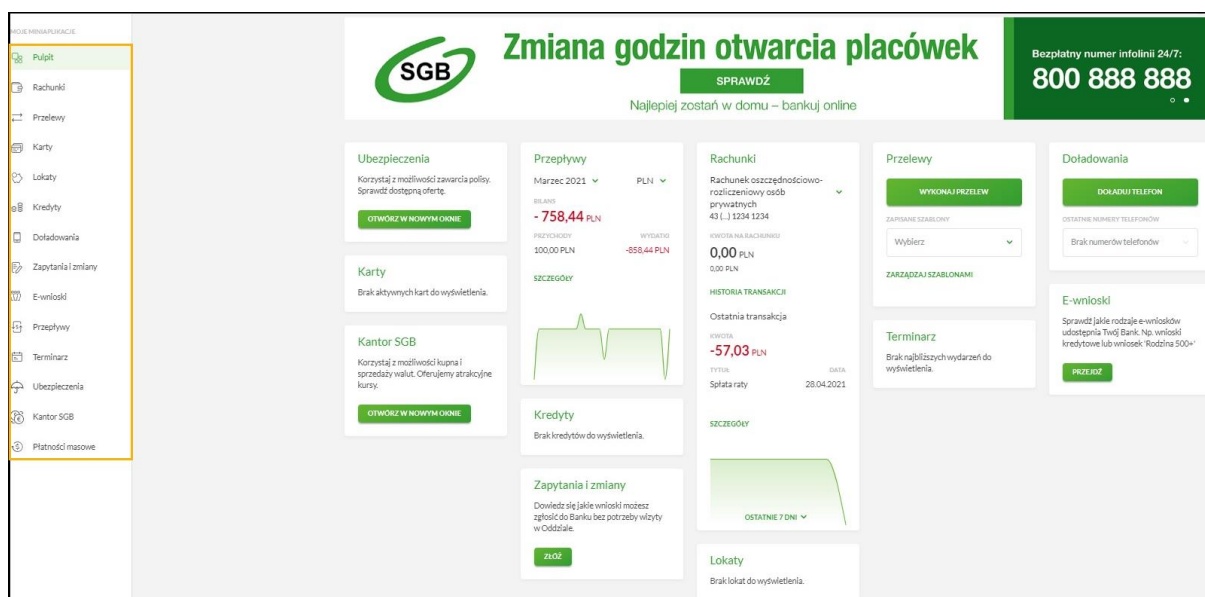 MOJE MINIAPLIKACJE
Pulpit
Rachunki
Przelewy
Karty
Lokaty
Kredyty
Doładowania
Zapytania i zmiany
E-wnioski
Przepływy
Terminarz
Ubezpieczenia
Kantor SGB
Płatności masowe
SGB
Zmiana godzin otwarcia placówek
SPRAWDŹ
Najlepiej zostań w domu – bankuj online
Bezpłatny numer infolinii 24/7:
800 888 888
Ubezpieczenia
Korzystaj z możliwości zawarcia polisy.
Sprawdź dostępną ofertę.
OTWÓRZ W NOWYM OKNIE
Karty
Brak aktywnych kart do wyświetlenia.
Kantor SGB
Korzystaj z możliwości kupna i
sprzedaży walut. Oferujemy atrakcyjne
kursy.
OTWÓRZ W NOWYM OKNIE
Przepływy
Marzec 2021 PLN
BILANS
- 758,44 PLN
PRZYCHODY WYDATKI
100,00 PLN -858,44 PLN
SZCZEGÓŁY
Kredyty
Brak kredytów do wyświetlenia.
Zapytania i zmiany
Dowiedz się jakie wnioski możesz
zgłosić do Banku bez potrzeby wizyty
w Oddziale.
ZŁÓŻ
Rachunki
Rachunek oszczędnościowo-
rozliczeniowy osób
prywatnych
43 (...) 1234 1234
KWOTA NA RACHUNKU
0,00 PLN
0,00 PLN
HISTORIA TRANSAKCJI
Ostatnia transakcja
KWOTA
-57,03 PLN
TYTUŁ DATA
Spłata raty 28.04.2021
SZCZEGÓŁY
OSTATNIE 7 DNI
Lokaty
Brak lokat do wyświetlenia.
Przelewy
WYKONAJ PRZELEW
ZAPISANE SZABLONY
Wybierz
ZARZĄDZAJ SZABLONAMI
Terminarz
Brak najbliższych wydarzeń do
wyświetlenia.
Doładowania
DOŁADUJ TELEFON
OSTATNIE NUMERY TELEFONÓW
Brak numerów telefonów
E-wnioski
Sprawdź jakie rodzaje e-wniosków
udostępnia Twój Bank. Np. wnioski
kredytowe lub wniosek 'Rodzina 500+'
PRZEJDŹ